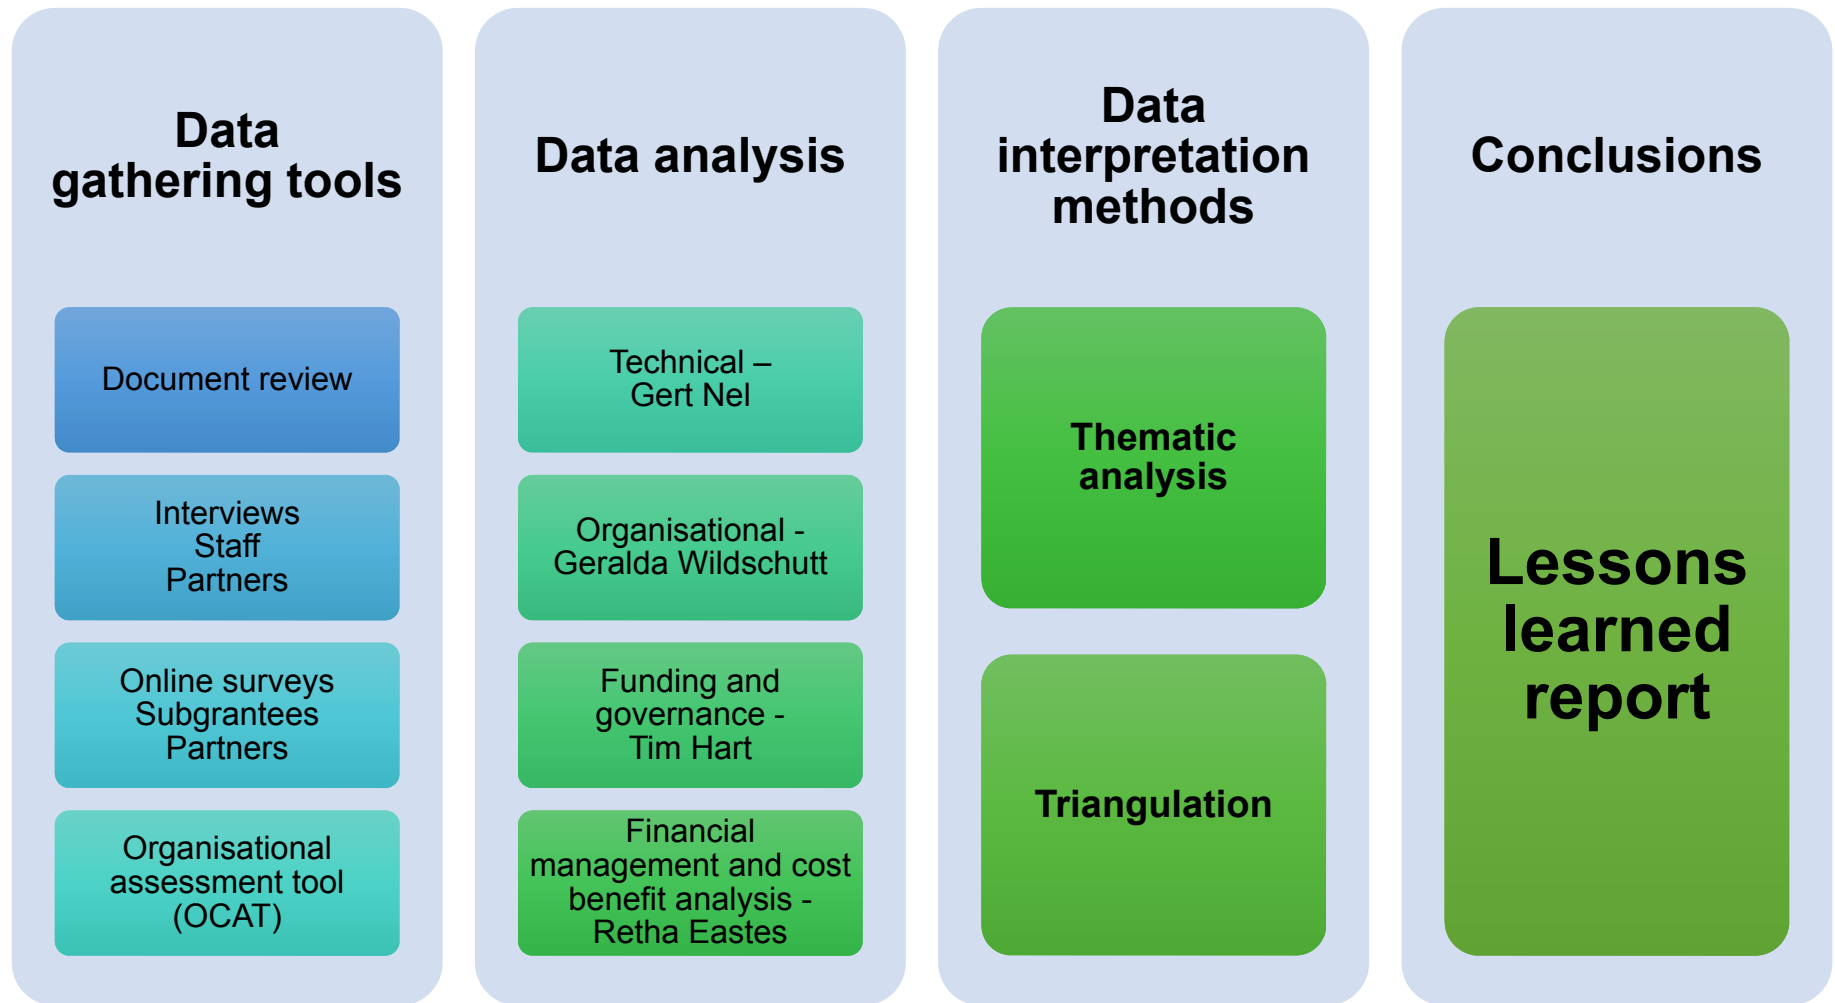 Data
gathering tools
Document review
Interviews
Staff
Partners
Online surveys
Subgrantees
Partners
Organisational
assessment tool
(OCAT)
Data analysis
Technical –
Gert Nel
Organisational -
Geralda Wildschutt
Funding and
governance -
Tim Hart
Financial
management and cost
benefit analysis -
Retha Eastes
Data
interpretation
methods
Thematic
analysis
Triangulation
Conclusions
Lessons
learned
report